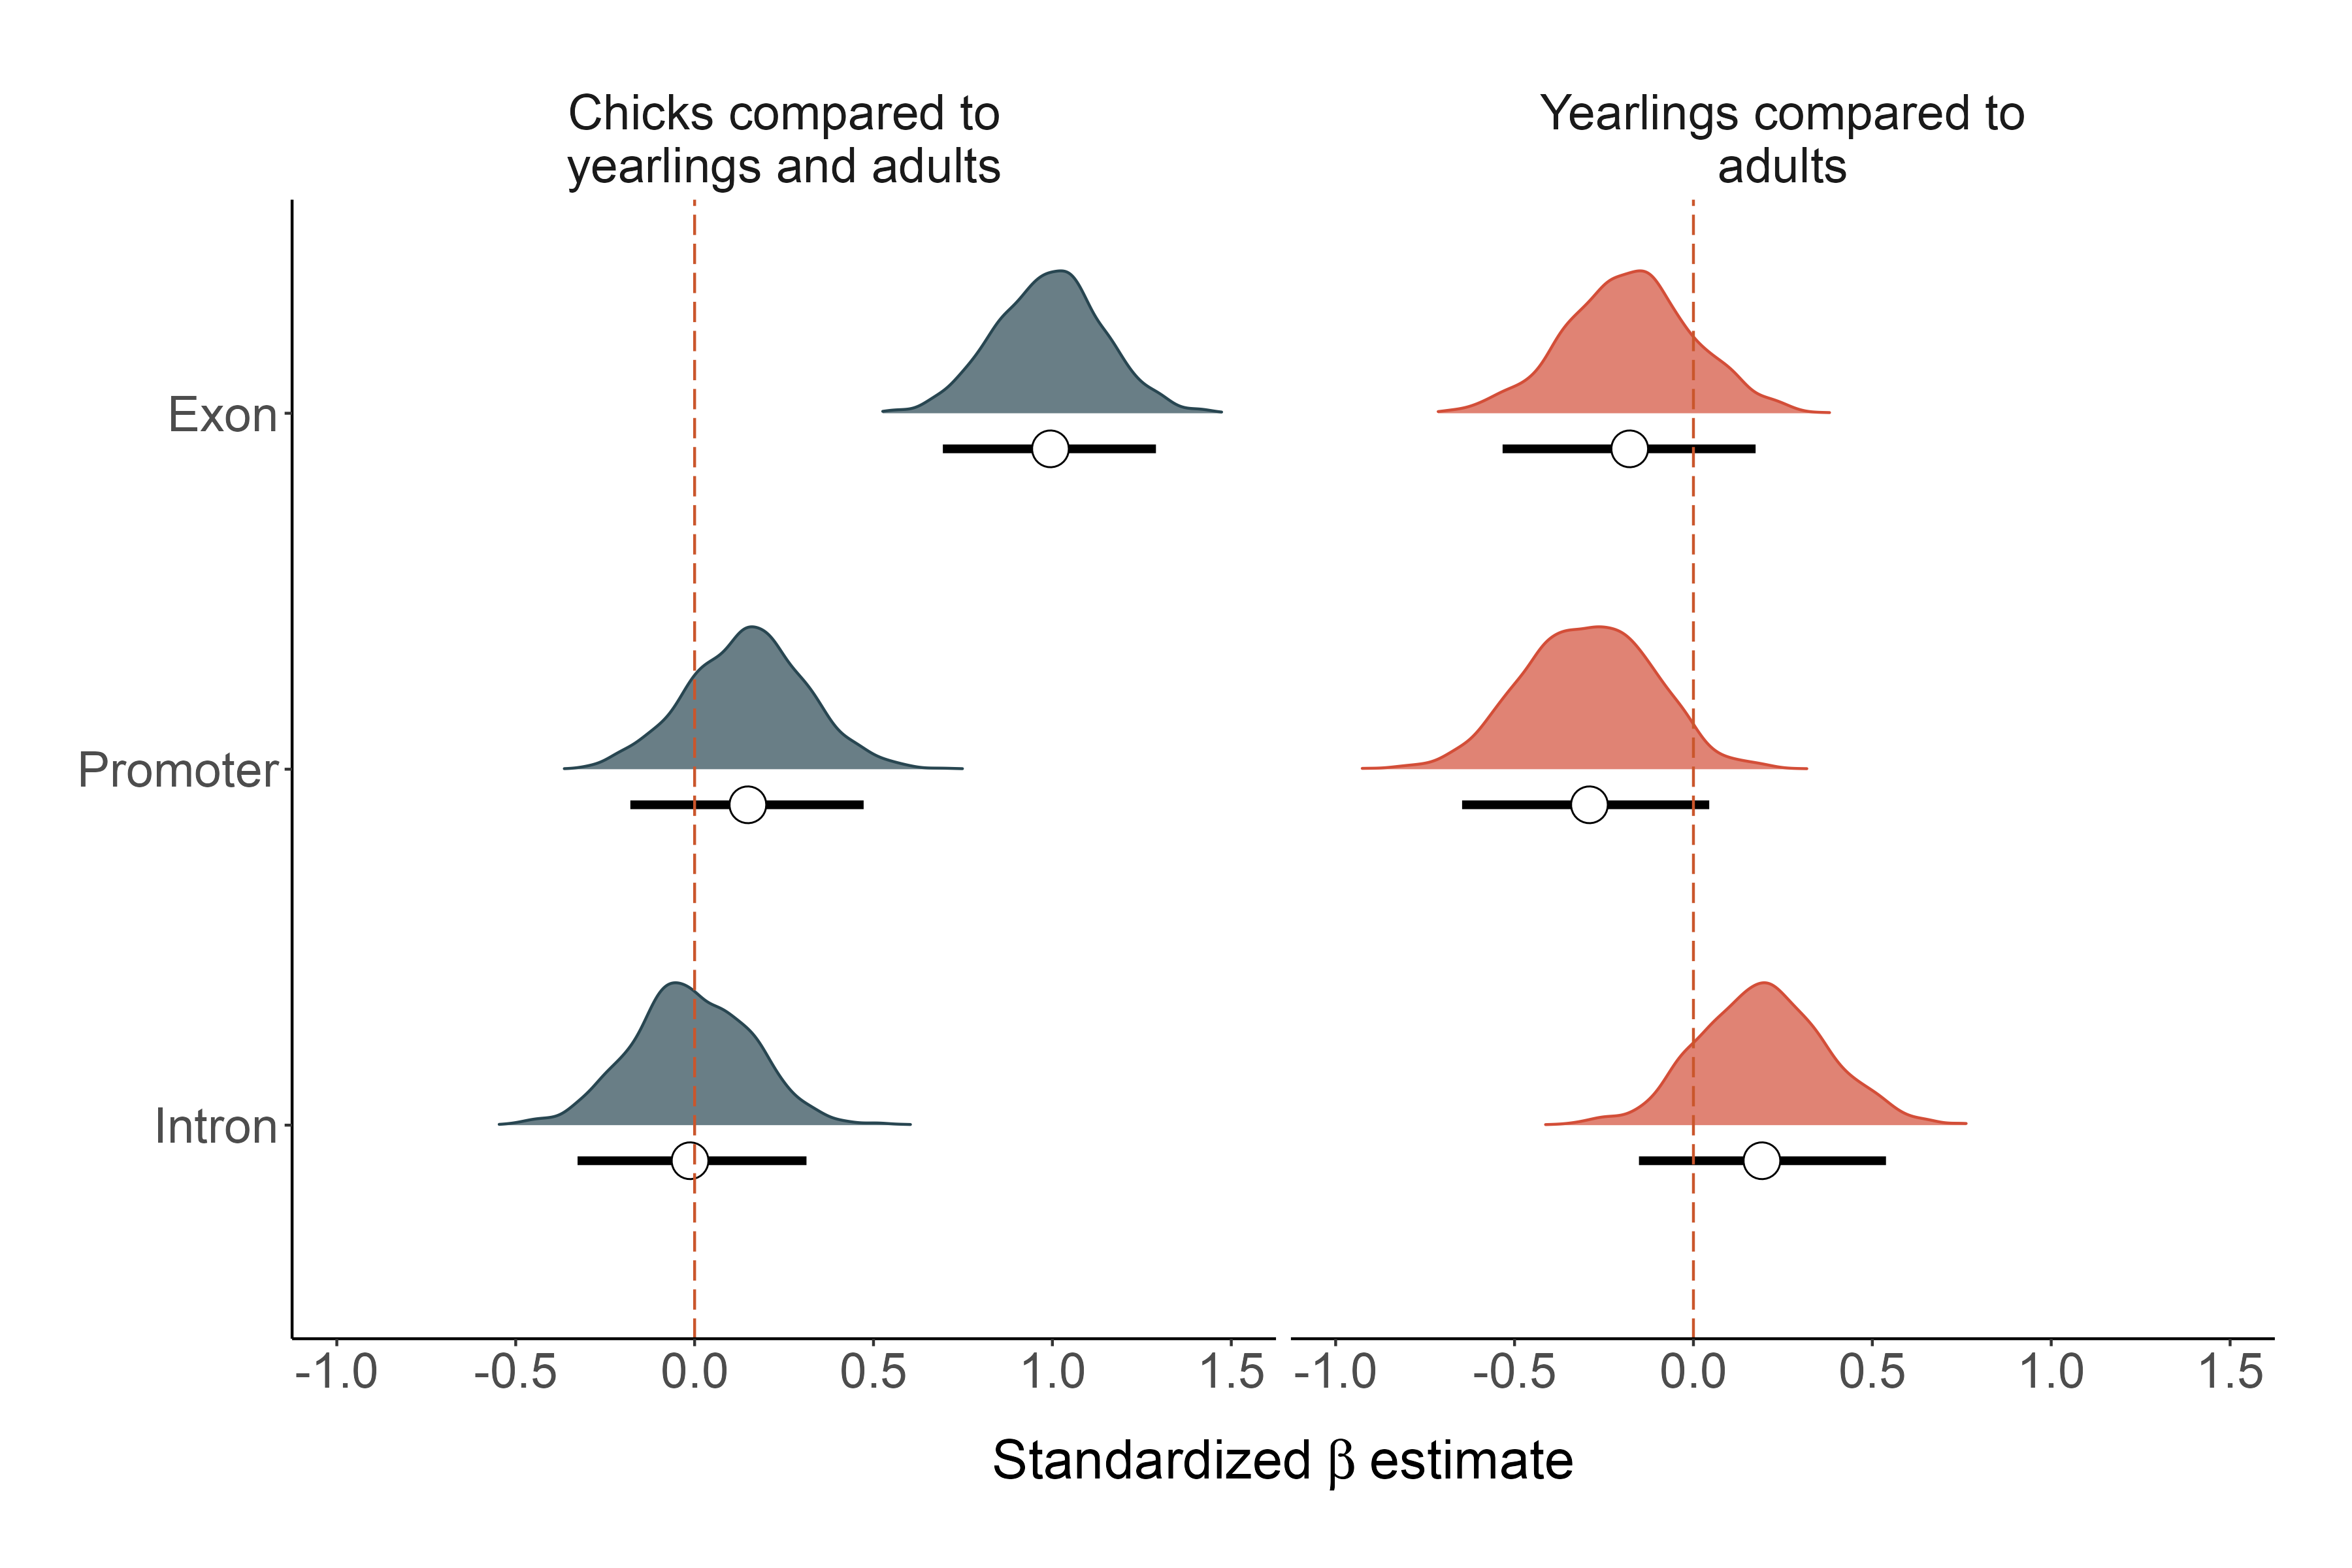 Chicks compared to
yearlings and adults
Yearlings compared to
adults
Exon
Promoter
Intron
-1.0 -0.5 0.0 0.5 1.0 1.5 -1.0 -0.5 0.0 0.5 1.0 1.5
Standardized β estimate